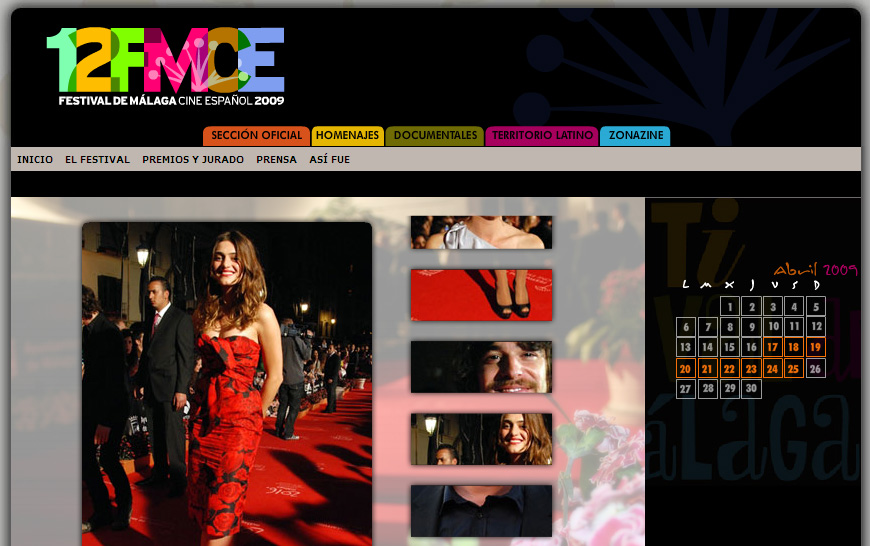 12FMCE
FESTIVAL DE MÁLAGA CINE ESPAÑOL 2009
SECCIÓN OFICIAL HOMENAJES DOCUMENTALES TERRITORIO LATINO ZONAZINE
INICIO EL FESTIVAL PREMIOS Y JURADO PRENSA ASÍ FUE
Abril 2009
L M X J V S D
1 2 3 4 5
6 7 8 9 10 11 12
13 14 15 16 17 18 19
20 21 22 23 24 25 26
27 28 29 30